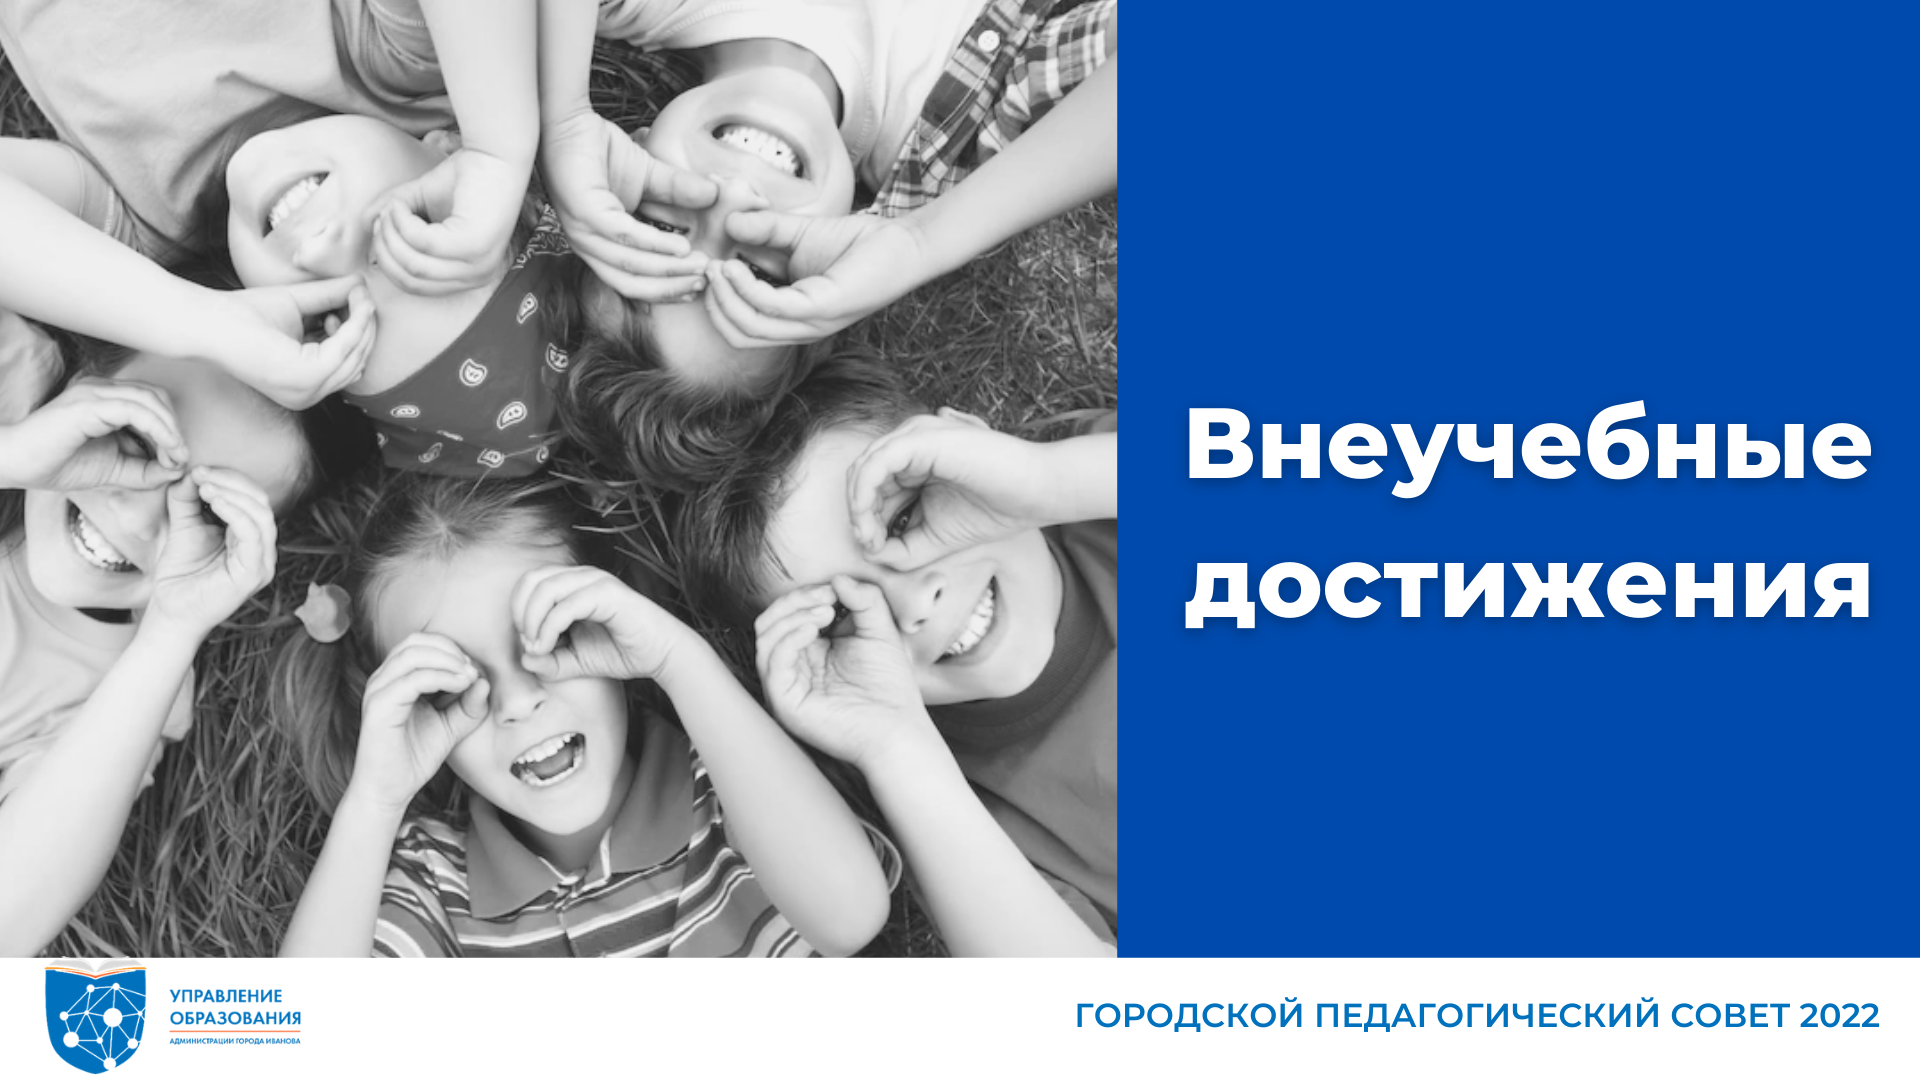 Внеучебные
достижения
УПРАВЛЕНИЕ
ОБРАЗОВАНИЯ
АДМИНИСТРАЦИИ ГОРОДА ИВАНОВА
ГОРОДСКОЙ ПЕДАГОГИЧЕСКИЙ СОВЕТ 2022